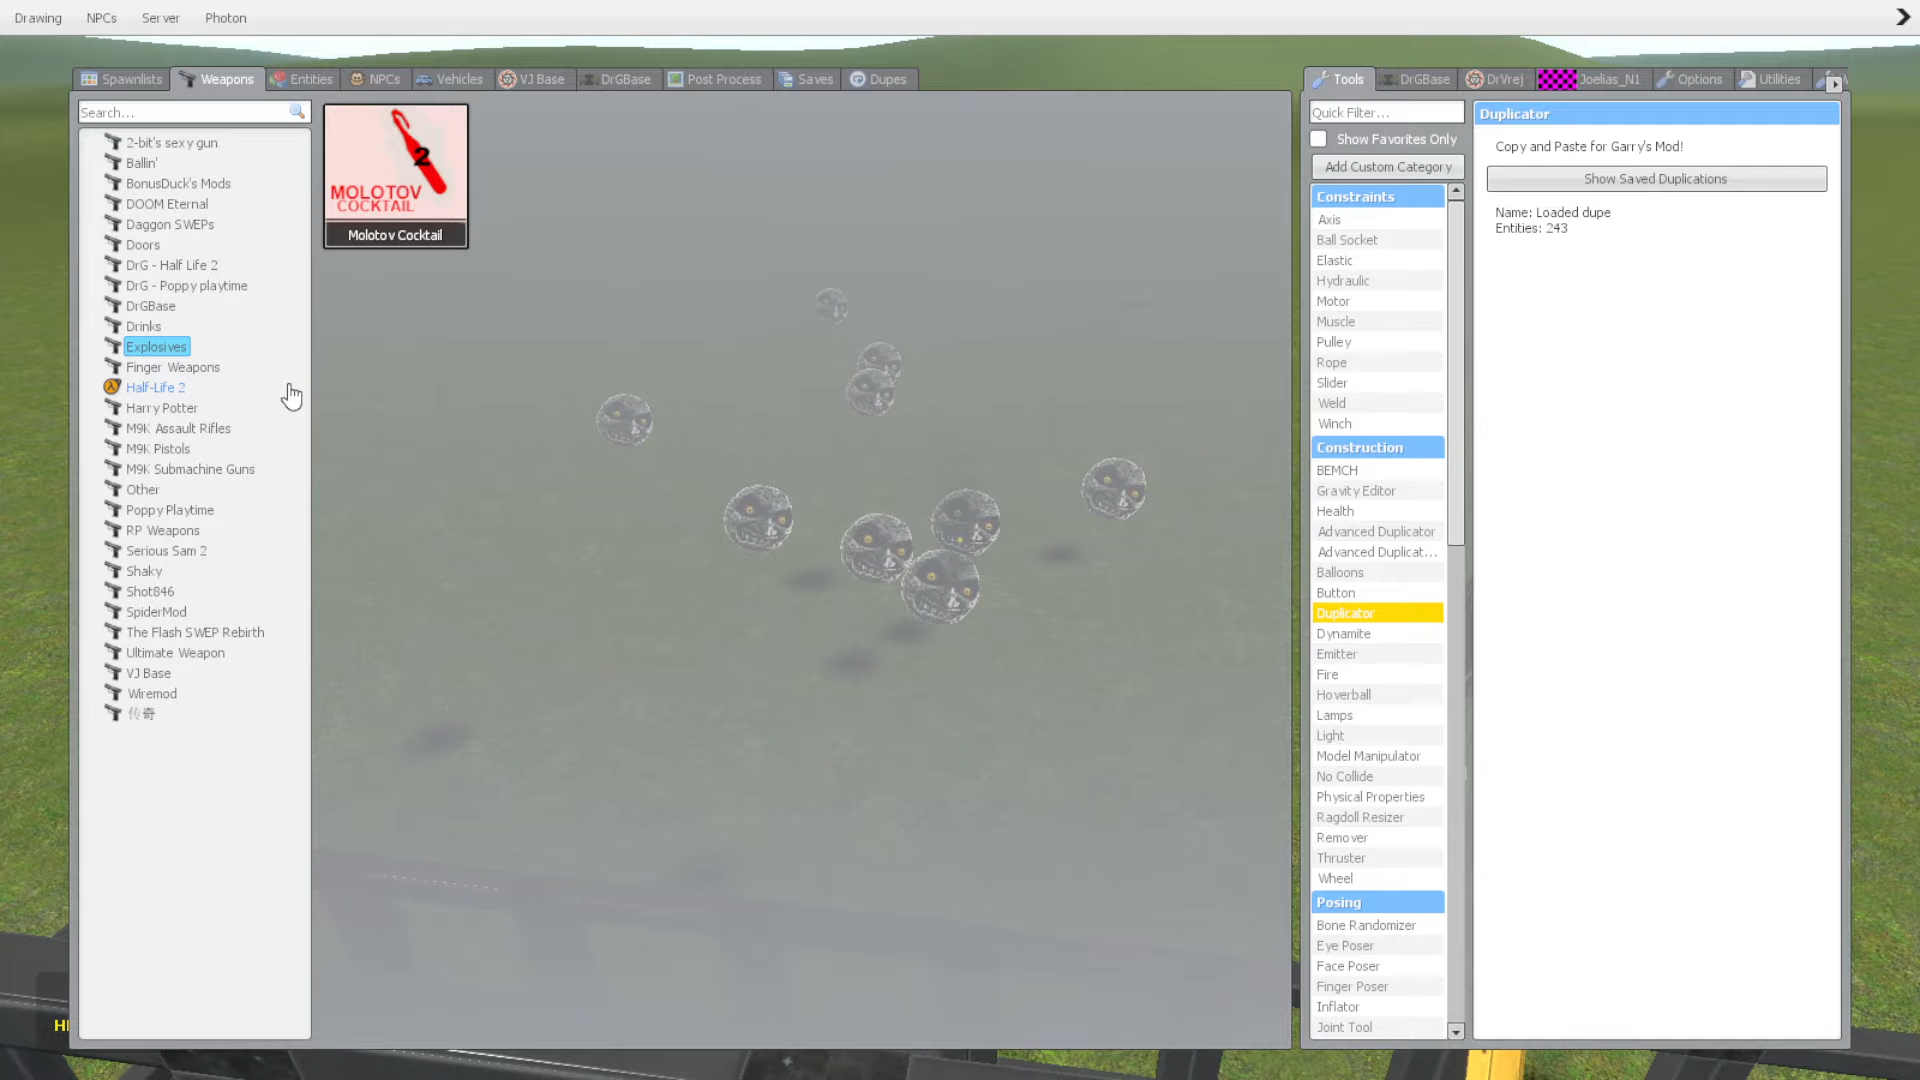 Drawing NPCs Server Photon
Spawnlists Weapons Entities NPCs Vehicles VJ Base DrGBase Post Process Saves Dupes
Search...
2-bit's sexy gun
Ballin'
BonusDuck's Mods
DOOM Eternal
Daggon SWEPs
Doors
DrG - Half Life 2
DrG - Poppy playtime
DrGBase
Drinks
Explosives
Finger Weapons
Half-Life 2
Harry Potter
M9K Assault Rifles
M9K Pistols
M9K Submachine Guns
Other
Poppy Playtime
RP Weapons
Serious Sam 2
Shaky
Shot846
SpiderMod
The Flash SWEP Rebirth
Ultimate Weapon
VJ Base
Wiremod
传奇
2
MOLOTOV
COCKTAIL
Molotov Cocktail
Tools DrGBase DrVrej Joelias_N1 Options Utilities
Quick Filter...
Show Favorites Only
Add Custom Category
Constraints
Axis
Ball Socket
Elastic
Hydraulic
Motor
Muscle
Pulley
Rope
Slider
Weld
Winch
Construction
BEMCH
Gravity Editor
Health
Advanced Duplicator
Advanced Duplicat...
Balloons
Button
Duplicator
Dynamite
Emitter
Fire
Hoverball
Lamps
Light
Model Manipulator
No Collide
Physical Properties
Ragdoll Resizer
Remover
Thruster
Wheel
Posing
Bone Randomizer
Eye Poser
Face Poser
Finger Poser
Inflator
Joint Tool
Duplicator
Copy and Paste for Garry's Mod!
Show Saved Duplications
Name: Loaded dupe
Entities: 243